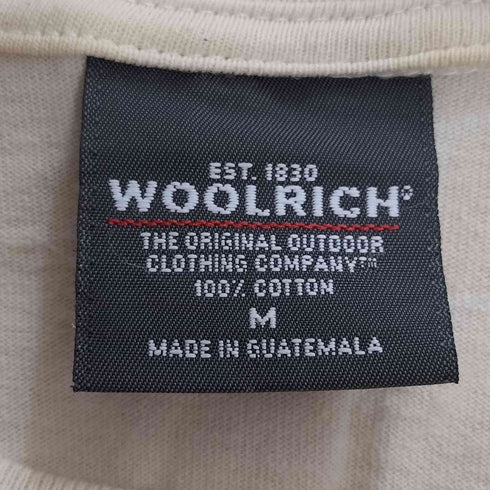 EST. 1830
WOOLRICH®
THE ORIGINAL OUTDOOR
CLOTHING COMPANY™
100% COTTON
M
MADE IN GUATEMALA